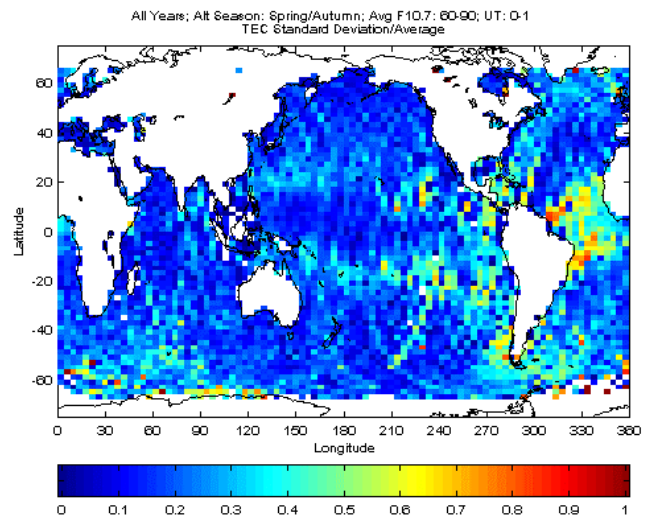 All Years; Alt Season: Spring/Autumn; Avg F10.7: 60-90; UT: 0-1
TEC Standard Deviation/Average
60
40
20
0
-20
-40
-60
Latitude
0 30 60 90 120 150 180 210 240 270 300 330 360
Longitude
0 0.1 0.2 0.3 0.4 0.5 0.6 0.7 0.8 0.9 1